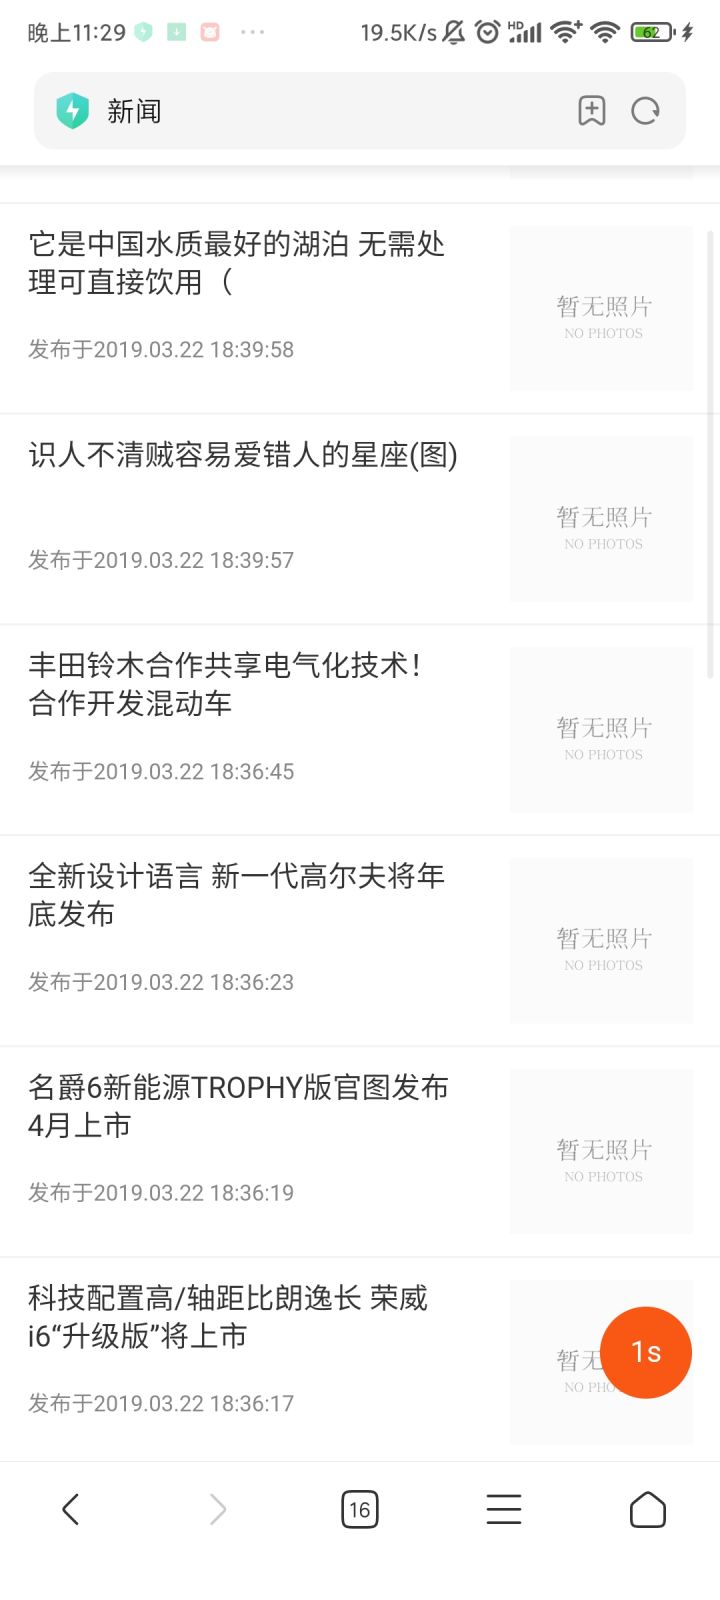 晚上11:29
19.5K/s
HD
62
新闻
它是中国水质最好的湖泊 无需处
理可直接饮用（
发布于2019.03.22 18:39:58
暂无照片
NO PHOTOS
识人不清贼容易爱错人的星座(图)
发布于2019.03.22 18:39:57
暂无照片
NO PHOTOS
丰田铃木合作共享电气化技术！
合作开发混动车
发布于2019.03.22 18:36:45
暂无照片
NO PHOTOS
全新设计语言 新一代高尔夫将年
底发布
发布于2019.03.22 18:36:23
暂无照片
NO PHOTOS
名爵6新能源TROPHY版官图发布
4月上市
发布于2019.03.22 18:36:19
暂无照片
NO PHOTOS
科技配置高/轴距比朗逸长 荣威
i6“升级版”将上市
发布于2019.03.22 18:36:17
暂无
NO PHO
1s
16